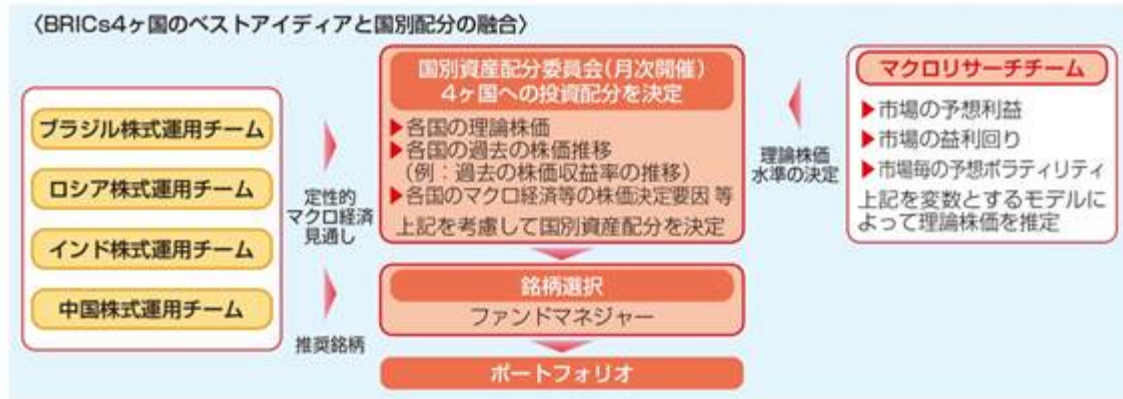 〈BRICs4ヶ国のベストアイディアと国別配分の融合〉
ブラジル株式運用チーム
ロシア株式運用チーム
インド株式運用チーム
中国株式運用チーム
定性的
マクロ経済
見通し
推奨銘柄
国別資産配分委員会(月次開催)
4ヶ国への投資配分を決定
▶各国の理論株価
▶各国の過去の株価推移
(例:過去の株価収益率の推移)
▶各国のマクロ経済等の株価決定要因 等
上記を考慮して国別資産配分を決定
銘柄選択
ファンドマネジャー
ポートフォリオ
理論株価
水準の決定
マクロリサーチチーム
▶市場の予想利益
▶市場の益利回り
▶市場毎の予想ボラティリティ
上記を変数とするモデルに
よって理論株価を推定